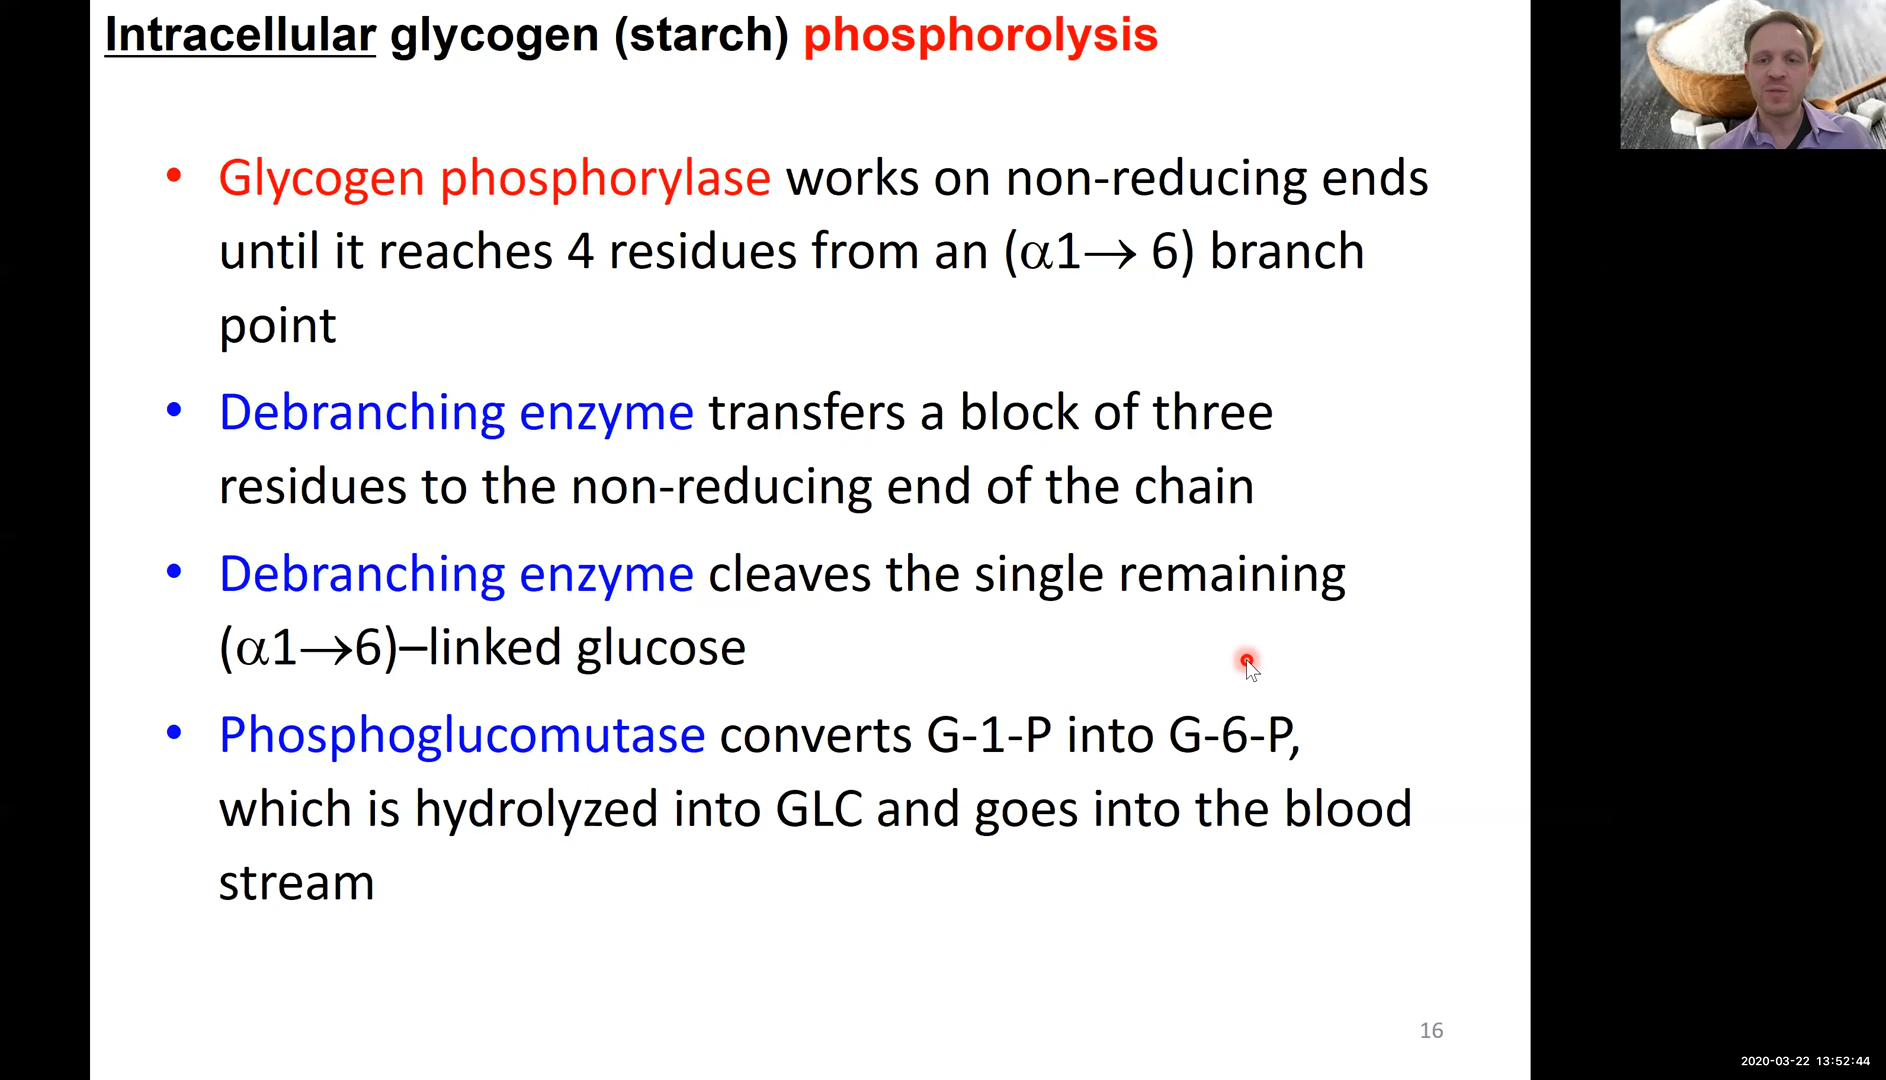 Intracellular glycogen (starch) phosphorolysis
• Glycogen phosphorylase works on non-reducing ends
until it reaches 4 residues from an (α1→ 6) branch
point
• Debranching enzyme transfers a block of three
residues to the non-reducing end of the chain
• Debranching enzyme cleaves the single remaining
(α1→6)–linked glucose
• Phosphoglucomutase converts G-1-P into G-6-P,
which is hydrolyzed into GLC and goes into the blood
stream
16
2020-03-22 13:52:44